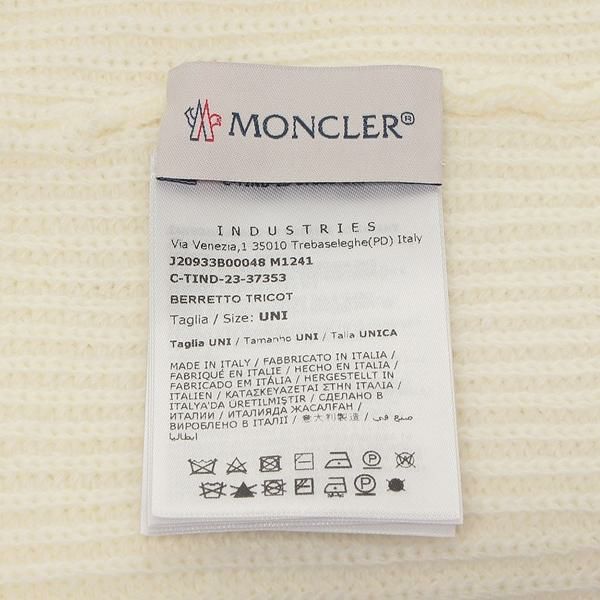 MONCLER®
INDUSTRIES
Via Venezia,1 35010 Trebaseleghe(PD) Italy
J20933B00048 M1241
C-TIND-23-37353
BERRETTO TRICOT
Taglia / Size: UNI
Taglia UNI / Tamanho UNI / Talla UNICA
MADE IN ITALY / FABBRICATO IN ITALIA /
FABRIQUÉ EN ITALIE / HECHO EN ITALIA /
FABRICADO EM ITÁLIA / HERGESTELLT IN
ITALIEN / ΚΑΤΑΣΚΕΥΑΖΕΤΑΙ ΣΤΗΝ ΙΤΑΛΙΑ /
ITALYA'DA ÜRETILMIŞTIR / СДЕЛАНО В
ИТАЛИИ / ИТАЛИЯДА ЖАСАЛҒАН /
ВИРОБЛЕНО В ІТАЛІЇ / 意大利製造 / صنع في
ايطاليا